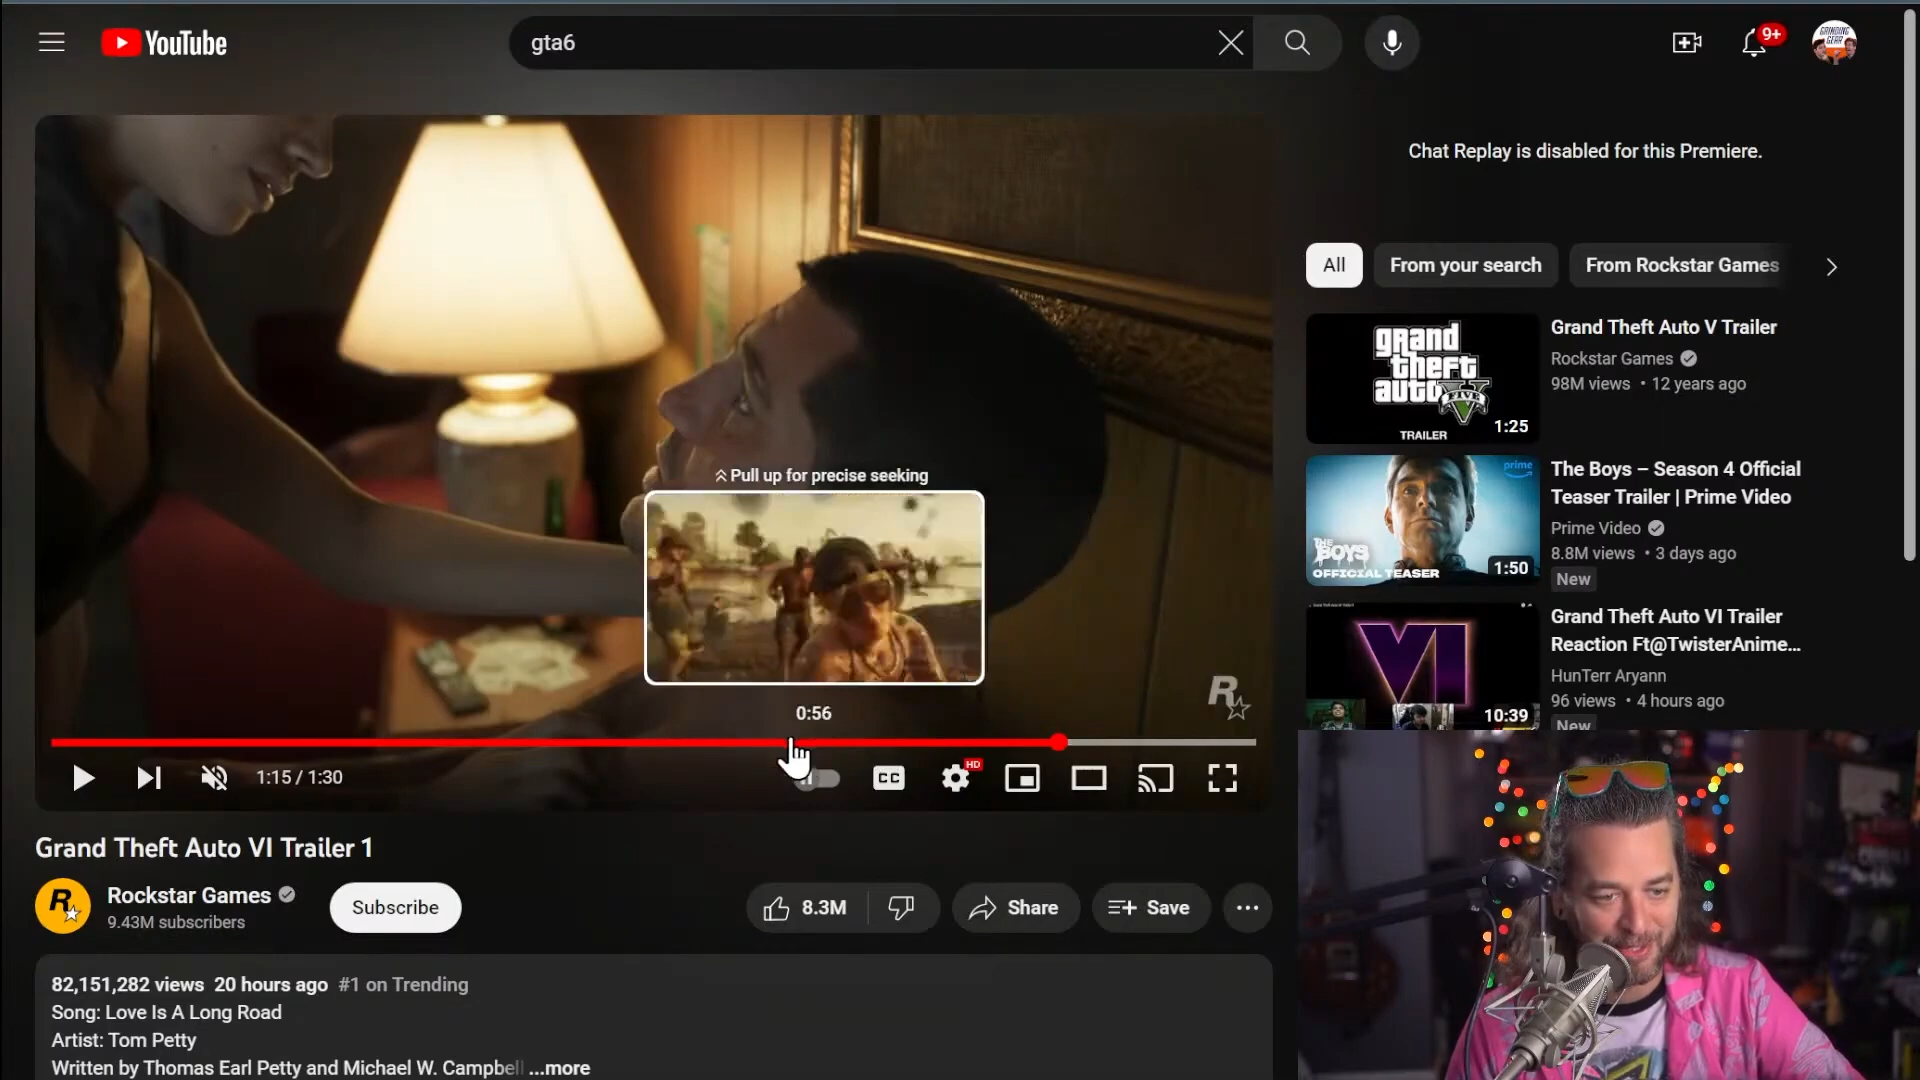 YouTube
gta6
9+
Chat Replay is disabled for this Premiere.
All
From your search
From Rockstar Games
grand
theft
auto
V
FIVE
TRAILER
1:25
Grand Theft Auto V Trailer
Rockstar Games
98M views • 12 years ago
prime
THE
BOYS
OFFICIAL TEASER
1:50
The Boys – Season 4 Official
Teaser Trailer | Prime Video
Prime Video
8.8M views • 3 days ago
New
VI
10:39
Grand Theft Auto VI Trailer
Reaction Ft@TwisterAnime...
HunTerr Aryann
96 views • 4 hours ago
New
Pull up for precise seeking
0:56
R
1:15 / 1:30
CC
HD
Grand Theft Auto VI Trailer 1
R
Rockstar Games
9.43M subscribers
Subscribe
8.3M
Share
Save
82,151,282 views 20 hours ago #1 on Trending
Song: Love Is A Long Road
Artist: Tom Petty
Written by Thomas Earl Petty and Michael W. Campbell ...more